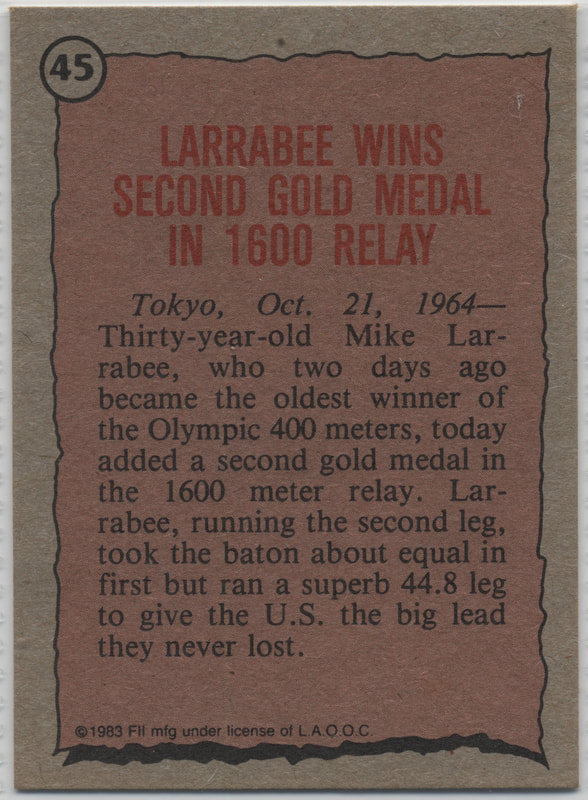 45
LARRABEE WINS
SECOND GOLD MEDAL
IN 1600 RELAY
Tokyo, Oct. 21, 1964—
Thirty-year-old Mike Lar-
rabee, who two days ago
became the oldest winner of
the Olympic 400 meters, today
added a second gold medal in
the 1600 meter relay. Lar-
rabee, running the second leg,
took the baton about equal in
first but ran a superb 44.8 leg
to give the U.S. the big lead
they never lost.
©1983 FII mfg under license of L.A.O.O.C.